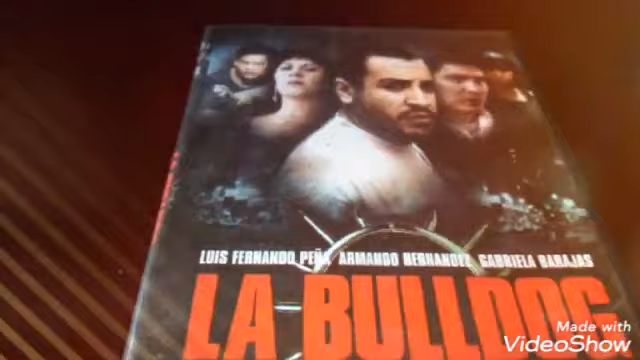 LUIS FERNANDO PEÑA ARMANDO HERNANDEZ GABRIELA BARAJAS
LA BULLDOG
Made with
VideoShow